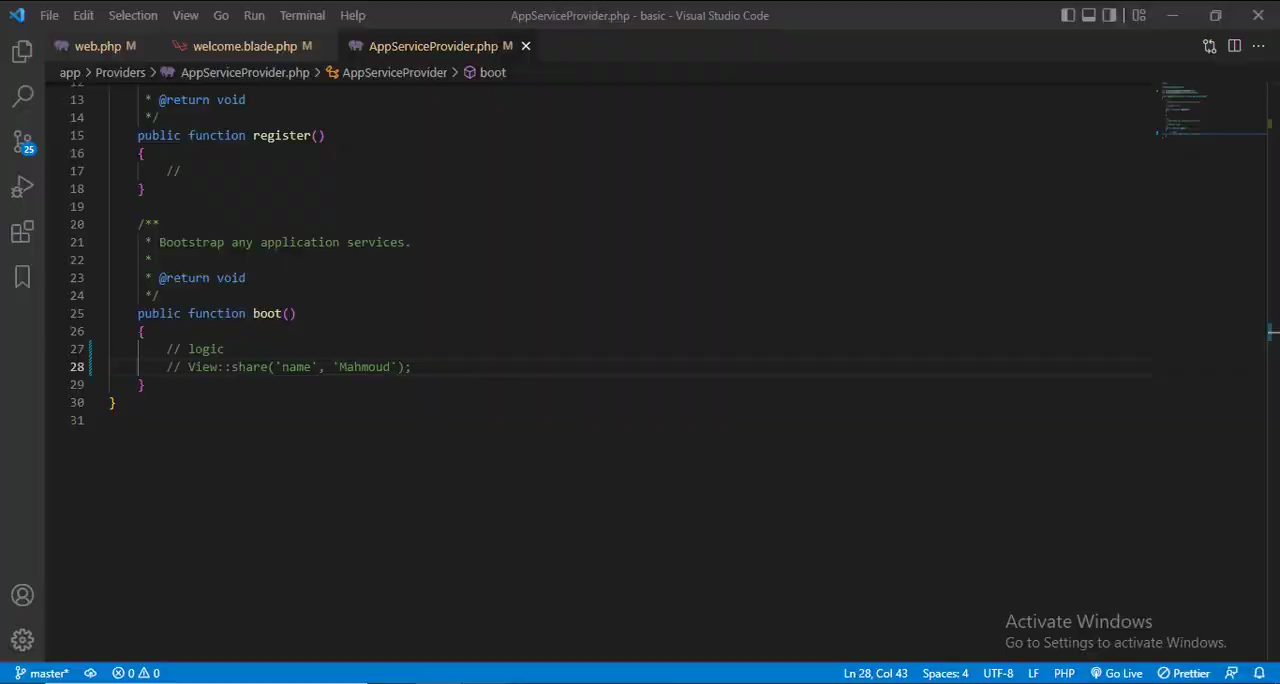 File Edit Selection View Go Run Terminal Help AppServiceProvider.php - basic - Visual Studio Code
web.php M welcome.blade.php M AppServiceProvider.php M
app > Providers > AppServiceProvider.php > AppServiceProvider > boot
13 * @return void
14 */
15 public function register()
16 {
17 //
18 }
19
20 /**
21 * Bootstrap any application services.
22 *
23 * @return void
24 */
25 public function boot()
26 {
27 // logic
28 // View::share('name', 'Mahmoud');
29 }
30 }
31
25
Activate Windows
Go to Settings to activate Windows.
master* 0 0 Ln 28, Col 43 Spaces: 4 UTF-8 LF PHP Go Live Prettier